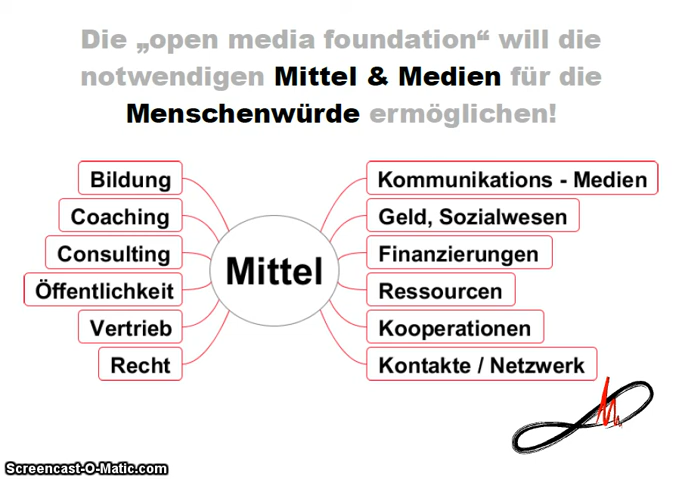 Die „open media foundation“ will die
notwendigen Mittel & Medien für die
Menschenwürde ermöglichen!
Bildung
Coaching
Consulting
Öffentlichkeit
Vertrieb
Recht
Mittel
Kommunikations - Medien
Geld, Sozialwesen
Finanzierungen
Ressourcen
Kooperationen
Kontakte / Netzwerk
Screencast-O-Matic.com